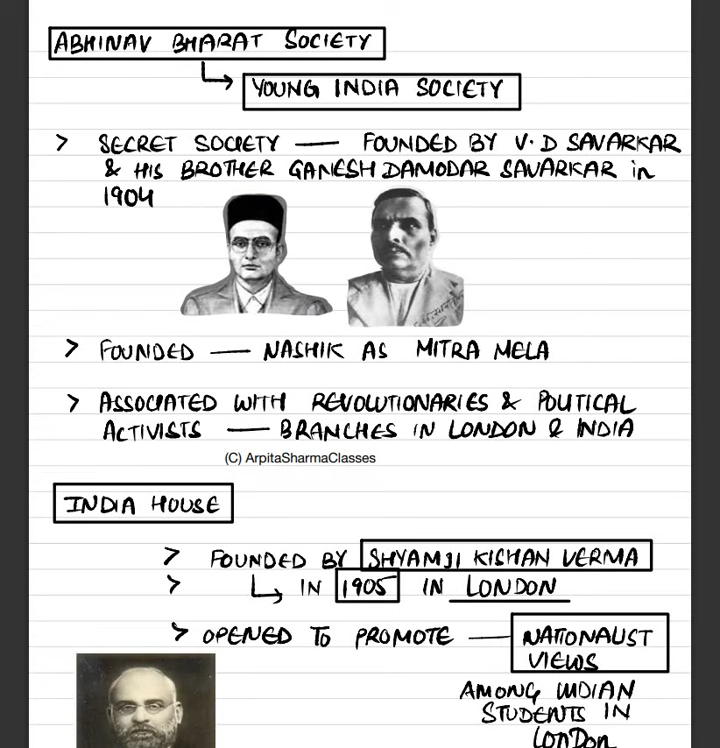 ABHINAV BHARAT SOCIETY
YOUNG INDIA SOCIETY
> SECRET SOCIETY — FOUNDED BY V.D SAVARKAR
& HIS BROTHER GANESH DAMODAR SAVARKAR in
1904
> FOUNDED — NASHIK AS MITRA MELA
> ASSOCIATED WITH REVOLUTIONARIES & POLITICAL
ACTIVISTS — BRANCHES IN LONDON & INDIA
(C) ArpitaSharmaClasses
INDIA HOUSE
> FOUNDED BY SHYAMJI KISHAN VERMA
> IN 1905 IN LONDON
> OPENED TO PROMOTE — NATIONALIST
VIEWS
AMONG INDIAN
STUDENTS IN
LONDON